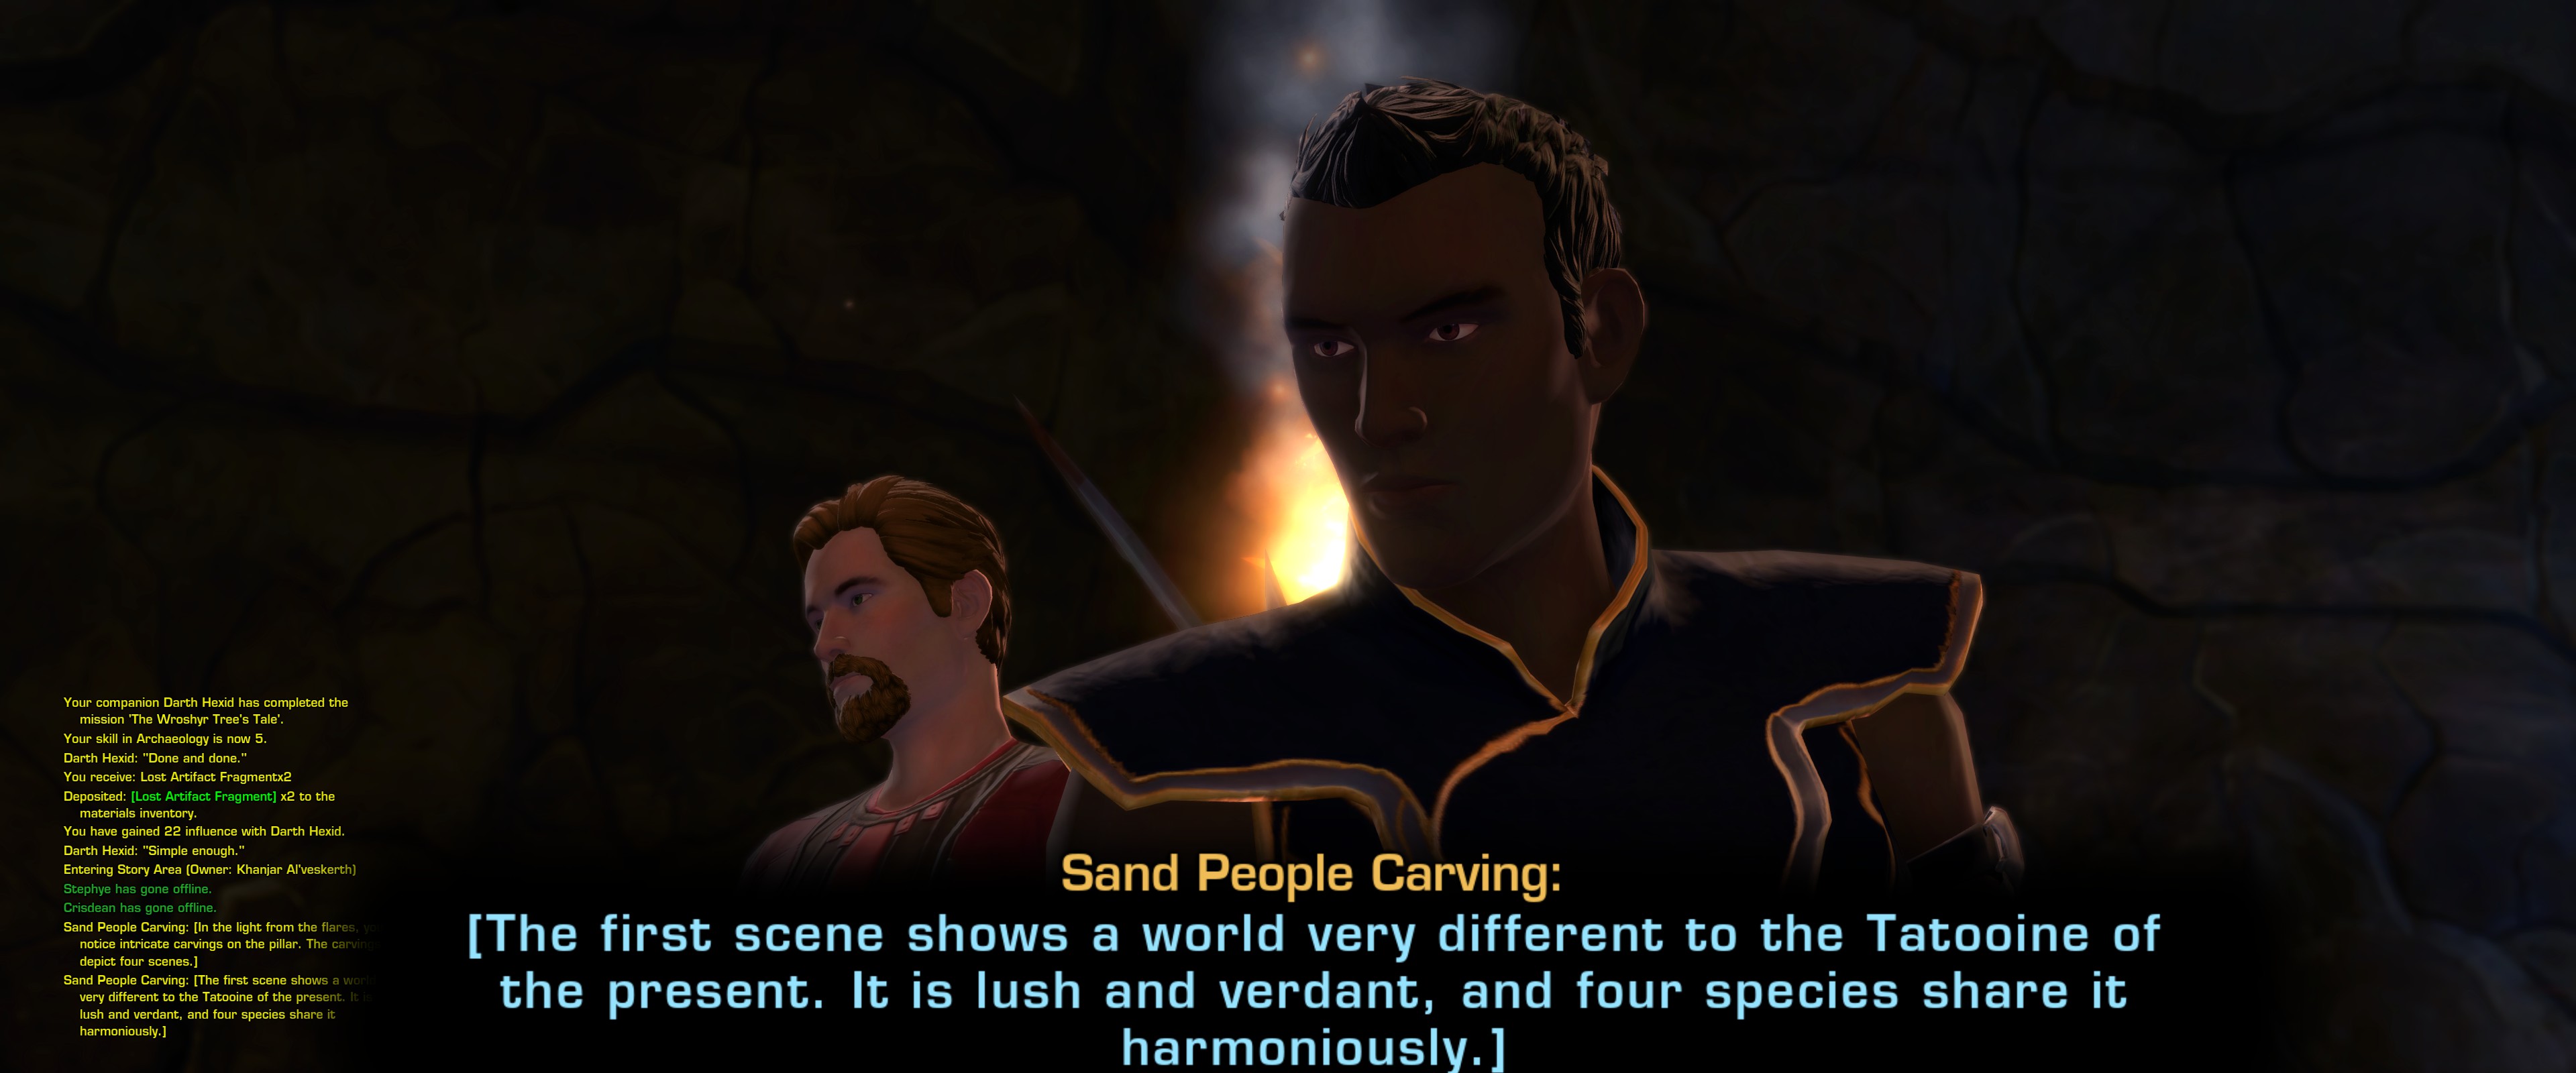 Your companion Darth Hexid has completed the
mission 'The Wroshyr Tree's Tale'.
Your skill in Archaeology is now 5.
Darth Hexid: "Done and done."
You receive: Lost Artifact Fragmentx2
Deposited: [Lost Artifact Fragment] x2 to the
materials inventory.
You have gained 22 influence with Darth Hexid.
Darth Hexid: "Simple enough."
Entering Story Area (Owner: Khanjar Al'veskerth)
Stephye has gone offline.
Crisdean has gone offline.
Sand People Carving: [In the light from the flares,
notice intricate carvings on the pillar. The carvings
depict four scenes.]
Sand People Carving: [The first scene shows a world
very different to the Tatooine of the present. It is
lush and verdant, and four species share it
harmoniously.]
Sand People Carving:
[The first scene shows a world very different to the Tatooine of
the present. It is lush and verdant, and four species share it
harmoniously.]